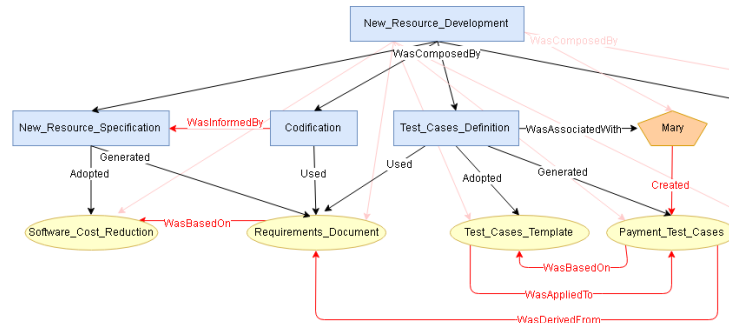 New_Resource_Development
WasComposedBy
WasComposedBy
New_Resource_Specification
WasInformedBy
Codification
Test_Cases_Definition
WasAssociatedWith
Mary
Generated
Adopted
Used
Used
Adopted
Generated
Created
Software_Cost_Reduction
WasBasedOn
Requirements_Document
Test_Cases_Template
Payment_Test_Cases
WasBasedOn
WasAppliedTo
WasDerivedFrom